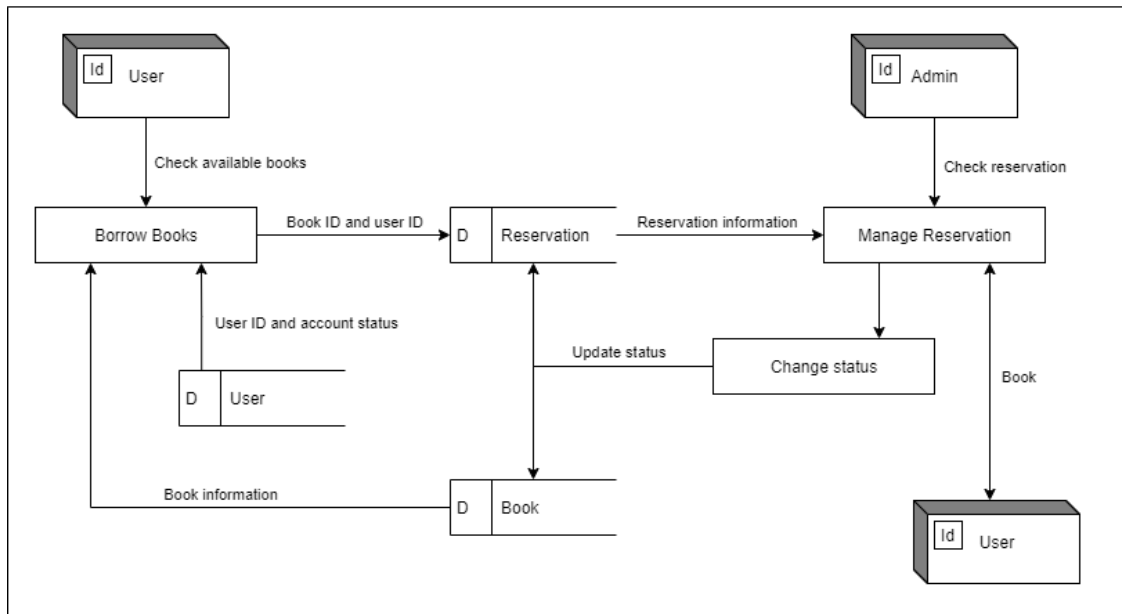 Id
User
Id
Admin
Check available books
Check reservation
Borrow Books
Book ID and user ID
D
Reservation
Reservation information
Manage Reservation
User ID and account status
Update status
Change status
Book
D
User
Book information
D
Book
Id
User